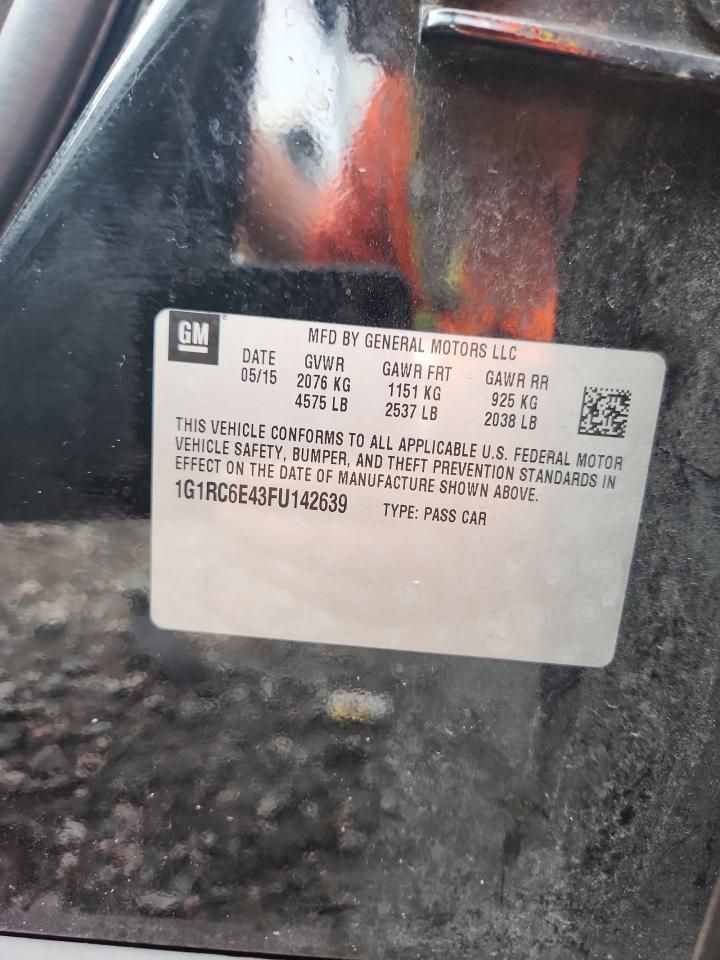 GM
MFD BY GENERAL MOTORS LLC
DATE GVWR GAWR FRT GAWR RR
05/15 2076 KG 1151 KG 925 KG
4575 LB 2537 LB 2038 LB
THIS VEHICLE CONFORMS TO ALL APPLICABLE U.S. FEDERAL MOTOR
VEHICLE SAFETY, BUMPER, AND THEFT PREVENTION STANDARDS IN
EFFECT ON THE DATE OF MANUFACTURE SHOWN ABOVE.
1G1RC6E43FU142639 TYPE: PASS CAR